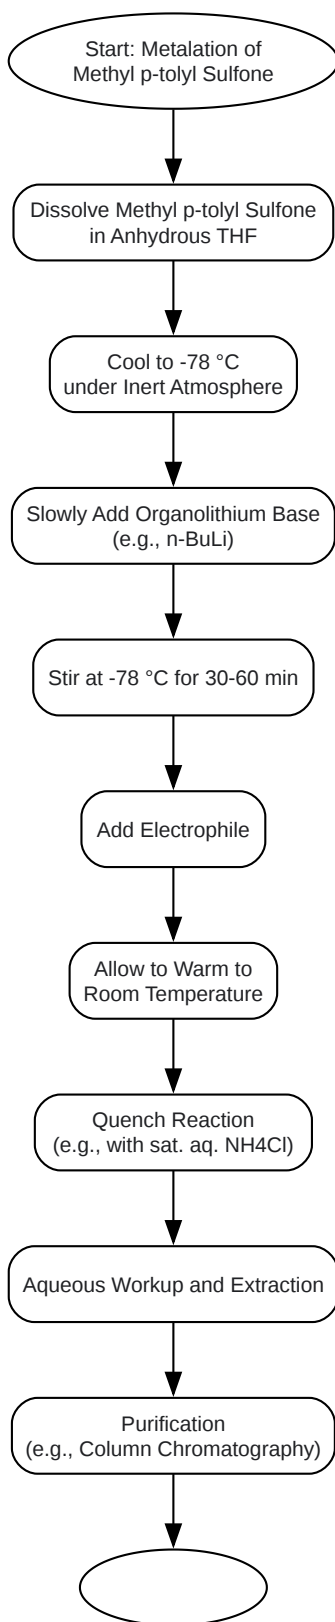 Start: Metalation of
Methyl p-tolyl Sulfone
Dissolve Methyl p-tolyl Sulfone
in Anhydrous THF
Cool to -78 °C
under Inert Atmosphere
Slowly Add Organolithium Base
(e.g., n-BuLi)
Stir at -78 °C for 30-60 min
Add Electrophile
Allow to Warm to
Room Temperature
Quench Reaction
(e.g., with sat. aq. NH4Cl)
Aqueous Workup and Extraction
Purification
(e.g., Column Chromatography)